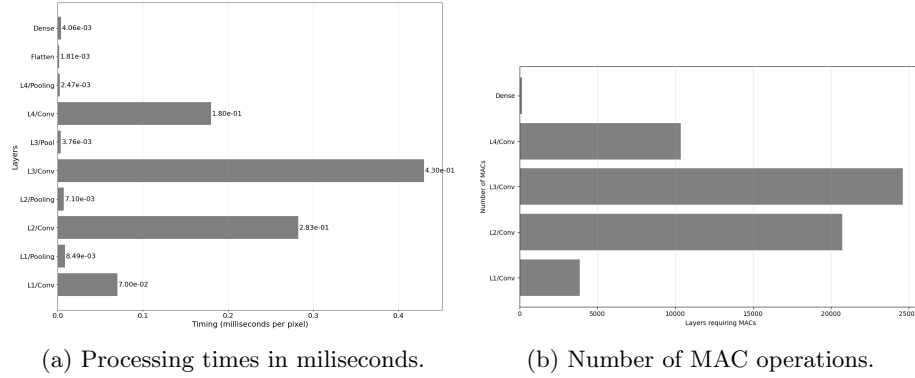 Dense
4.06e-03
Flatten
1.81e-03
L4/Pooling
2.47e-03
L4/Conv
1.80e-01
L3/Pool
3.76e-03
Layers
L3/Conv
4.30e-01
L2/Pooling
7.10e-03
L2/Conv
2.83e-01
L1/Pooling
8.49e-03
L1/Conv
7.00e-02
0.0 0.1 0.2 0.3 0.4
Timing (milliseconds per pixel)
(a) Processing times in miliseconds.
Dense
L4/Conv
Number of MACs
L3/Conv
L2/Conv
L1/Conv
0 5000 10000 15000 20000 2500
Layers requiring MACs
(b) Number of MAC operations.